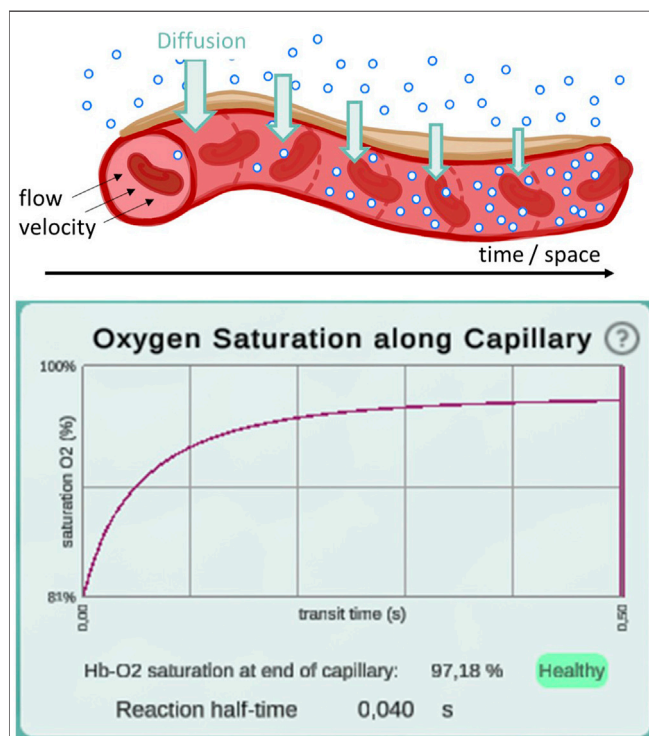 Diffusion
flow
velocity
time / space
Oxygen Saturation along Capillary ?
100%
saturation O2 (%)
81%
0,00
transit time (s)
0,50
Hb-O2 saturation at end of capillary: 97,18 % Healthy
Reaction half-time 0,040 s